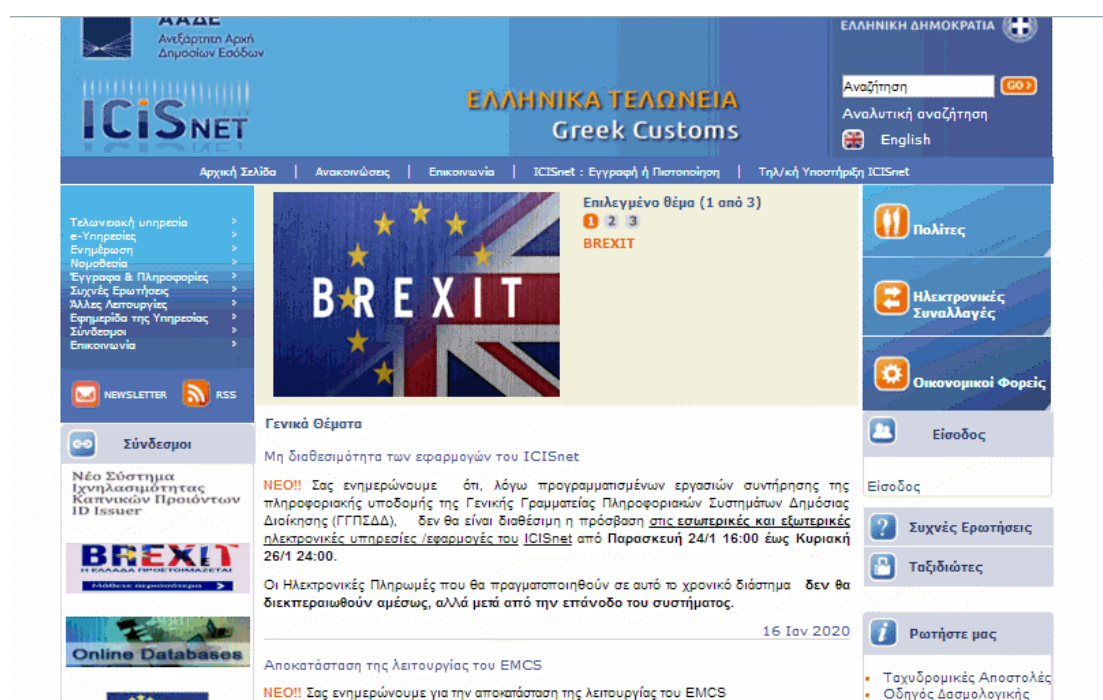 ΑΑΔΕ
Ανεξάρτητη Αρχή
Δημοσίων Εσόδων
ΕΛΛΗΝΙΚΗ ΔΗΜΟΚΡΑΤΙΑ
ICiSNET
ΕΛΛΗΝΙΚΑ ΤΕΛΩΝΕΙΑ
Greek Customs
Αναζήτηση
GO
Αναλυτική αναζήτηση
English
Αρχική Σελίδα | Ανακοινώσεις | Επικοινωνία | ICISnet : Εγγραφή ή Πιστοποίηση | Τηλ/κή Υποστήριξη ICISnet
Τελωνειακή υπηρεσία
e-Υπηρεσίες
Ενημέρωση
Νομοθεσία
Έγγραφα & Πληροφορίες
Συχνές Ερωτήσεις
Άλλες Λειτουργίες
Εφημερίδα της Υπηρεσίας
Σύνδεσμοι
Επικοινωνία
NEWSLETTER
RSS
Σύνδεσμοι
Νέο Σύστημα
Ιχνηλασιμότητας
Καπνικών Προιόντων
ID Issuer
BREXIT
Η ΕΛΛΑΔΑ ΠΡΟΕΤΟΙΜΑΖΕΤΑΙ
Μάθετε περισσότερα >
Online Databases
BREXIT
Επιλεγμένο θέμα (1 από 3)
1 2 3
BREXIT
Γενικά Θέματα
Μη διαθεσιμότητα των εφαρμογών του ICISnet
ΝΕΟ!! Σας ενημερώνουμε ότι, λόγω προγραμματισμένων εργασιών συντήρησης της
πληροφοριακής υποδομής της Γενικής Γραμματείας Πληροφοριακών Συστημάτων Δημόσιας
Διοίκησης (ΓΓΠΣΔΔ), δεν θα είναι διαθέσιμη η πρόσβαση στις εσωτερικές και εξωτερικές
ηλεκτρονικές υπηρεσίες /εφαρμογές του ICISnet από Παρασκευή 24/1 16:00 έως Κυριακή
26/1 24:00.
Οι Ηλεκτρονικές Πληρωμές που θα πραγματοποιηθούν σε αυτό το χρονικό διάστημα δεν θα
διεκπεραιωθούν αμέσως, αλλά μετά από την επάνοδο του συστήματος.
16 Ιαν 2020
Αποκατάσταση της λειτουργίας του EMCS
ΝΕΟ!! Σας ενημερώνουμε για την αποκατάσταση της λειτουργίας του EMCS
Πολίτες
Ηλεκτρονικές
Συναλλαγές
Οικονομικοί Φορείς
Είσοδος
Είσοδος
Συχνές Ερωτήσεις
Ταξιδιώτες
Ρωτήστε μας
Ταχυδρομικές Αποστολές
Οδηγός Δασμολογικής